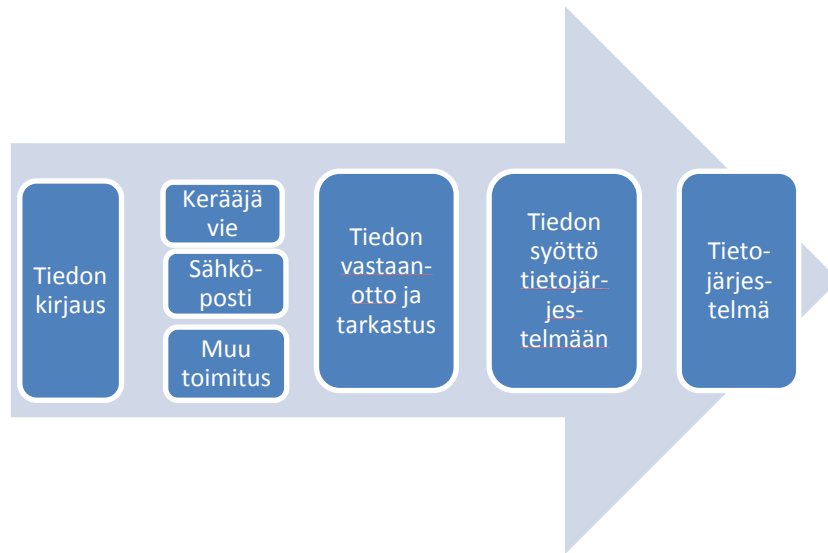 Tiedon
kirjaus
Kerääjä
vie
Sähkö-
posti
Muu
toimitus
Tiedon
vastaan-
otto ja
tarkastus
Tiedon
syöttö
tietojär-
jes-
telmään
Tieto-
järjes-
telmä